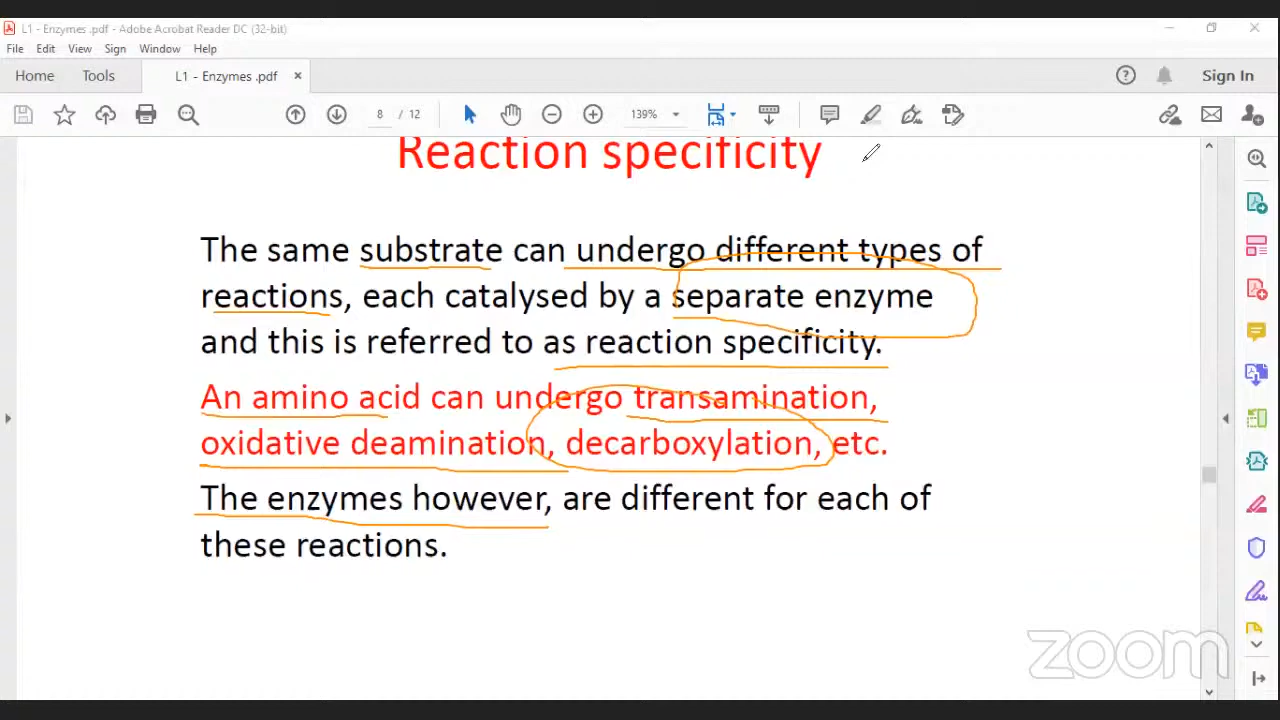 L1 - Enzymes .pdf - Adobe Acrobat Reader DC (32-bit)
File Edit View Sign Window Help
Home Tools L1 - Enzymes .pdf × Sign In
8 / 12 139%
Reaction specificity
The same substrate can undergo different types of
reactions, each catalysed by a separate enzyme
and this is referred to as reaction specificity.
An amino acid can undergo transamination,
oxidative deamination, decarboxylation, etc.
The enzymes however, are different for each of
these reactions.
zoom